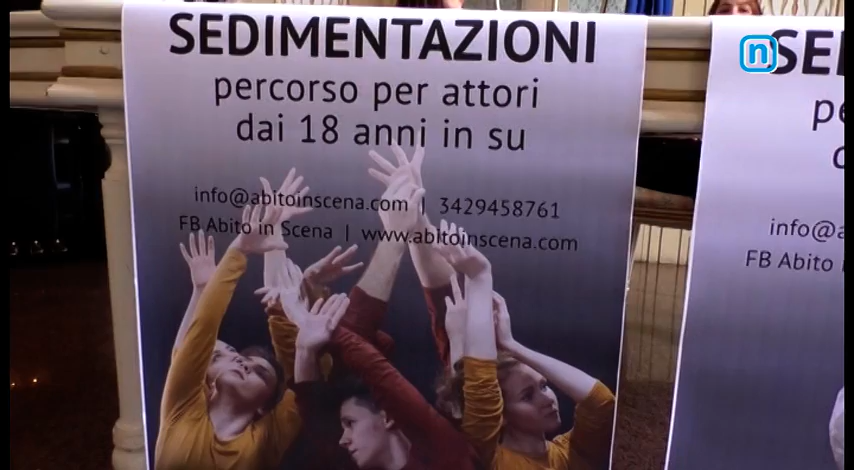 SEDIMENTAZIONI
percorso per attori
dai 18 anni in su
info@abitoinscena.com | 3429458761
FB Abito in Scena | www.abitoinscena.com
n
SE
pe
d
info@a
FB Abito